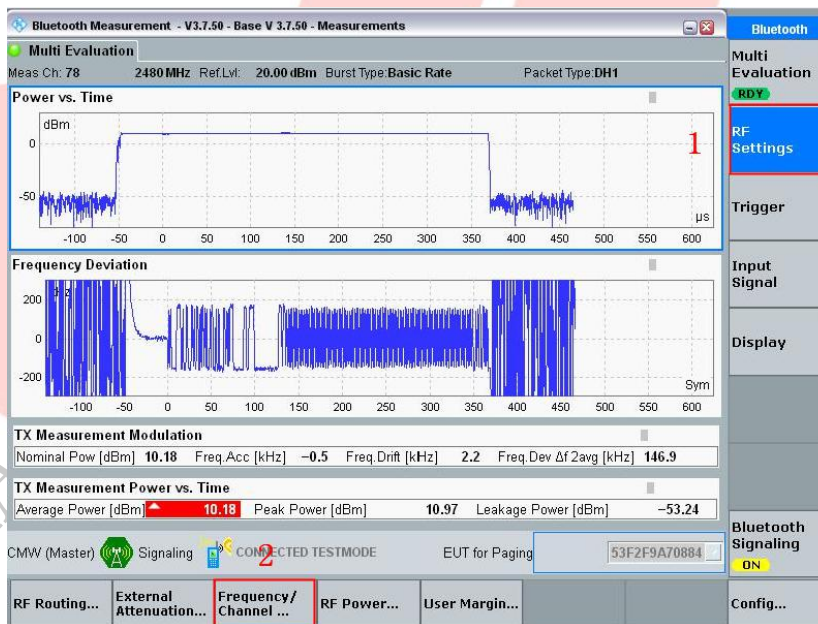 Bluetooth Measurement - V3.7.50 - Base V 3.7.50 - Measurements
Bluetooth
Multi Evaluation
Multi
Evaluation
RDY
Meas Ch: 78 2480 MHz Ref.Lvl: 20.00 dBm Burst Type:Basic Rate Packet Type:DH1
Power vs. Time
dBm
0
-50
µs
-100 -50 0 50 100 150 200 250 300 350 400 450 500 550 600
1
RF
Settings
Trigger
Frequency Deviation
200
0
-200
Sym
-100 -50 0 50 100 150 200 250 300 350 400 450 500 550 600
Input
Signal
Display
TX Measurement Modulation
Nominal Pow [dBm] 10.18 Freq.Acc [kHz] −0.5 Freq.Drift [kHz] 2.2 Freq.Dev Δf 2avg [kHz] 146.9
TX Measurement Power vs. Time
Average Power [dBm] 10.18 Peak Power [dBm] 10.97 Leakage Power [dBm] −53.24
CMW (Master) Signaling CONNECTED TESTMODE EUT for Paging 53F2F9A70884
2
Bluetooth
Signaling
ON
RF Routing...
External
Attenuation...
Frequency/
Channel ...
RF Power...
User Margin...
Config...